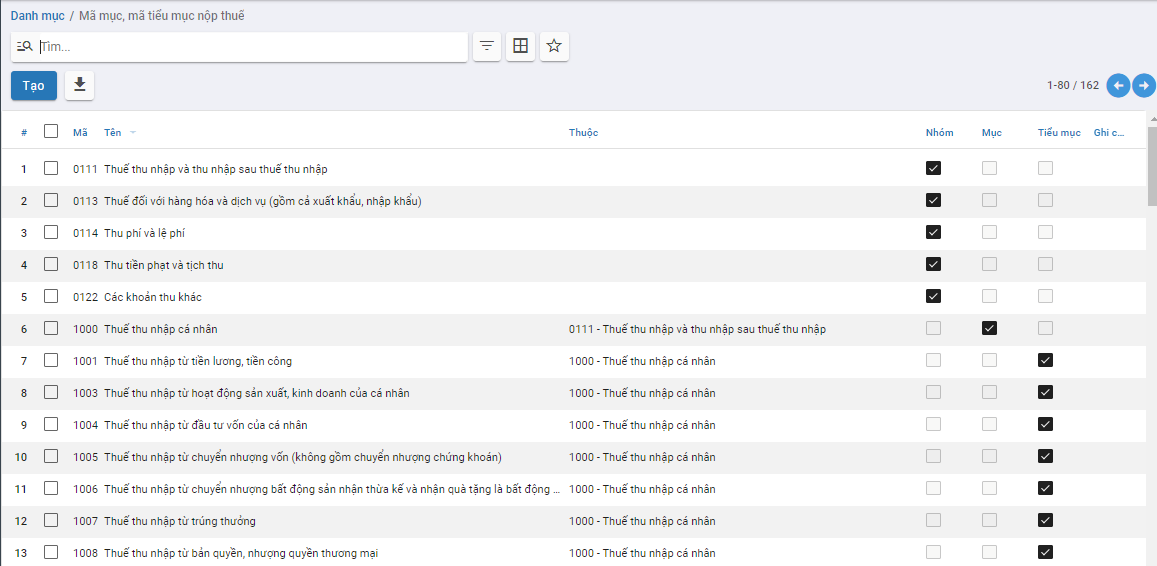 Danh mục / Mã mục, mã tiểu mục nộp thuế
Tìm...
Tạo
1-80 / 162
# Mã Tên Thuộc Nhóm Mục Tiểu mục Ghi c...
1 0111 Thuế thu nhập và thu nhập sau thuế thu nhập
2 0113 Thuế đối với hàng hóa và dịch vụ (gồm cả xuất khẩu, nhập khẩu)
3 0114 Thu phí và lệ phí
4 0118 Thu tiền phạt và tịch thu
5 0122 Các khoản thu khác
6 1000 Thuế thu nhập cá nhân 0111 - Thuế thu nhập và thu nhập sau thuế thu nhập
7 1001 Thuế thu nhập từ tiền lương, tiền công 1000 - Thuế thu nhập cá nhân
8 1003 Thuế thu nhập từ hoạt động sản xuất, kinh doanh của cá nhân 1000 - Thuế thu nhập cá nhân
9 1004 Thuế thu nhập từ đầu tư vốn của cá nhân 1000 - Thuế thu nhập cá nhân
10 1005 Thuế thu nhập từ chuyển nhượng vốn (không gồm chuyển nhượng chứng khoán) 1000 - Thuế thu nhập cá nhân
11 1006 Thuế thu nhập từ chuyển nhượng bất động sản nhận thừa kế và nhận quà tặng là bất động ... 1000 - Thuế thu nhập cá nhân
12 1007 Thuế thu nhập từ trúng thưởng 1000 - Thuế thu nhập cá nhân
13 1008 Thuế thu nhập từ bản quyền, nhượng quyền thương mại 1000 - Thuế thu nhập cá nhân